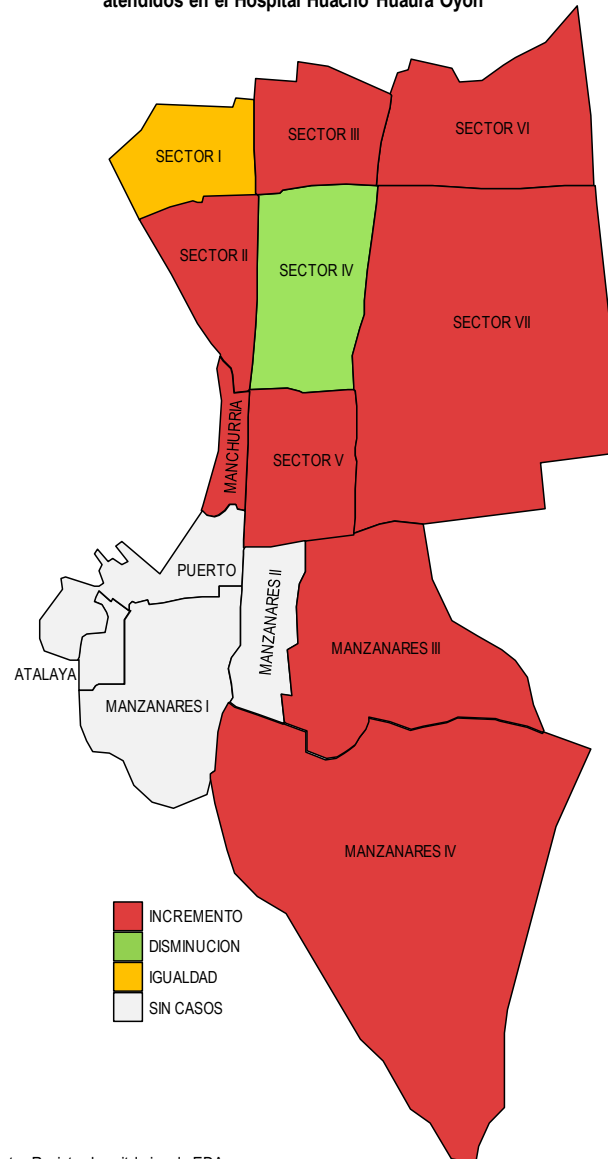 atendidos en el Hospital Huacho Huaura Oyon
SECTOR VI
SECTOR III
SECTOR I
SECTOR II
SECTOR IV
SECTOR VII
MANCHURRIA
SECTOR V
PUERTO
MANZANARES II
MANZANARES III
ATALAYA
MANZANARES I
MANZANARES IV
INCREMENTO
DISMINUCION
IGUALDAD
SIN CASOS